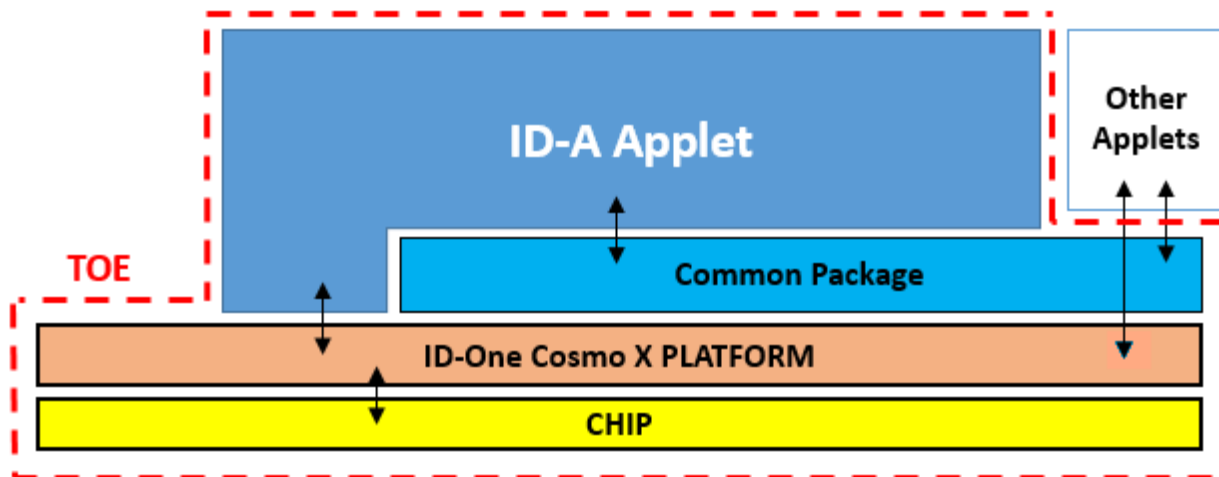 ID-A Applet
Other
Applets
TOE
Common Package
ID-One Cosmo X PLATFORM
CHIP